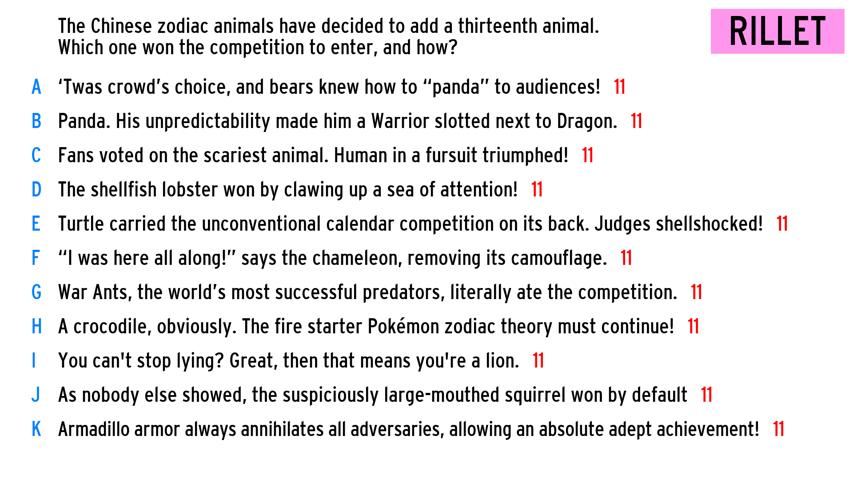 The Chinese zodiac animals have decided to add a thirteenth animal.
Which one won the competition to enter, and how?
RILLET
A ‘Twas crowd’s choice, and bears knew how to “panda” to audiences! 11
B Panda. His unpredictability made him a Warrior slotted next to Dragon. 11
C Fans voted on the scariest animal. Human in a fursuit triumphed! 11
D The shellfish lobster won by clawing up a sea of attention! 11
E Turtle carried the unconventional calendar competition on its back. Judges shellshocked! 11
F “I was here all along!” says the chameleon, removing its camouflage. 11
G War Ants, the world’s most successful predators, literally ate the competition. 11
H A crocodile, obviously. The fire starter Pokémon zodiac theory must continue! 11
I You can't stop lying? Great, then that means you're a lion. 11
J As nobody else showed, the suspiciously large-mouthed squirrel won by default 11
K Armadillo armor always annihilates all adversaries, allowing an absolute adept achievement! 11